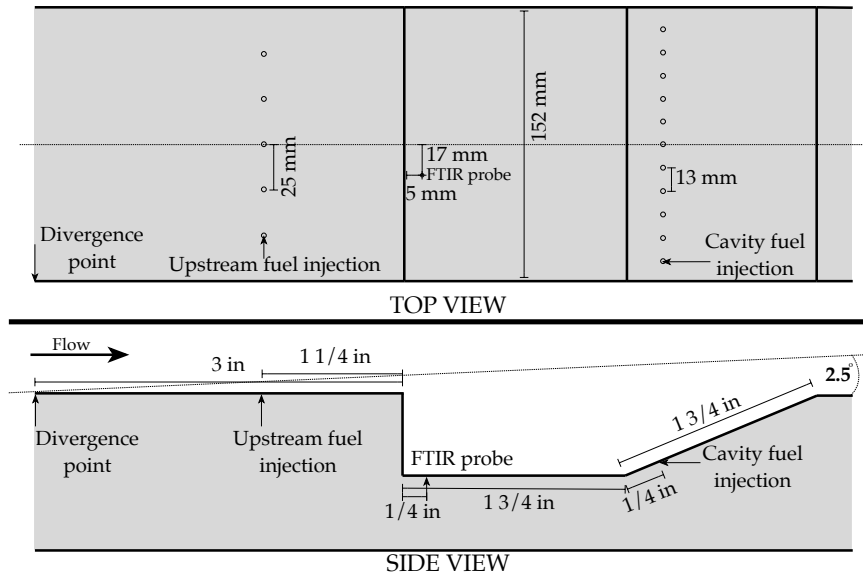 152 mm
17 mm
FTIR probe
5 mm
25 mm
13 mm
Divergence
point
Upstream fuel injection
Cavity fuel
injection
TOP VIEW
Flow
3 in
1 1/4 in
2.5°
1 3/4 in
Divergence
point
Upstream fuel
injection
FTIR probe
Cavity fuel
injection
1/4 in
1 3/4 in
1/4 in
SIDE VIEW